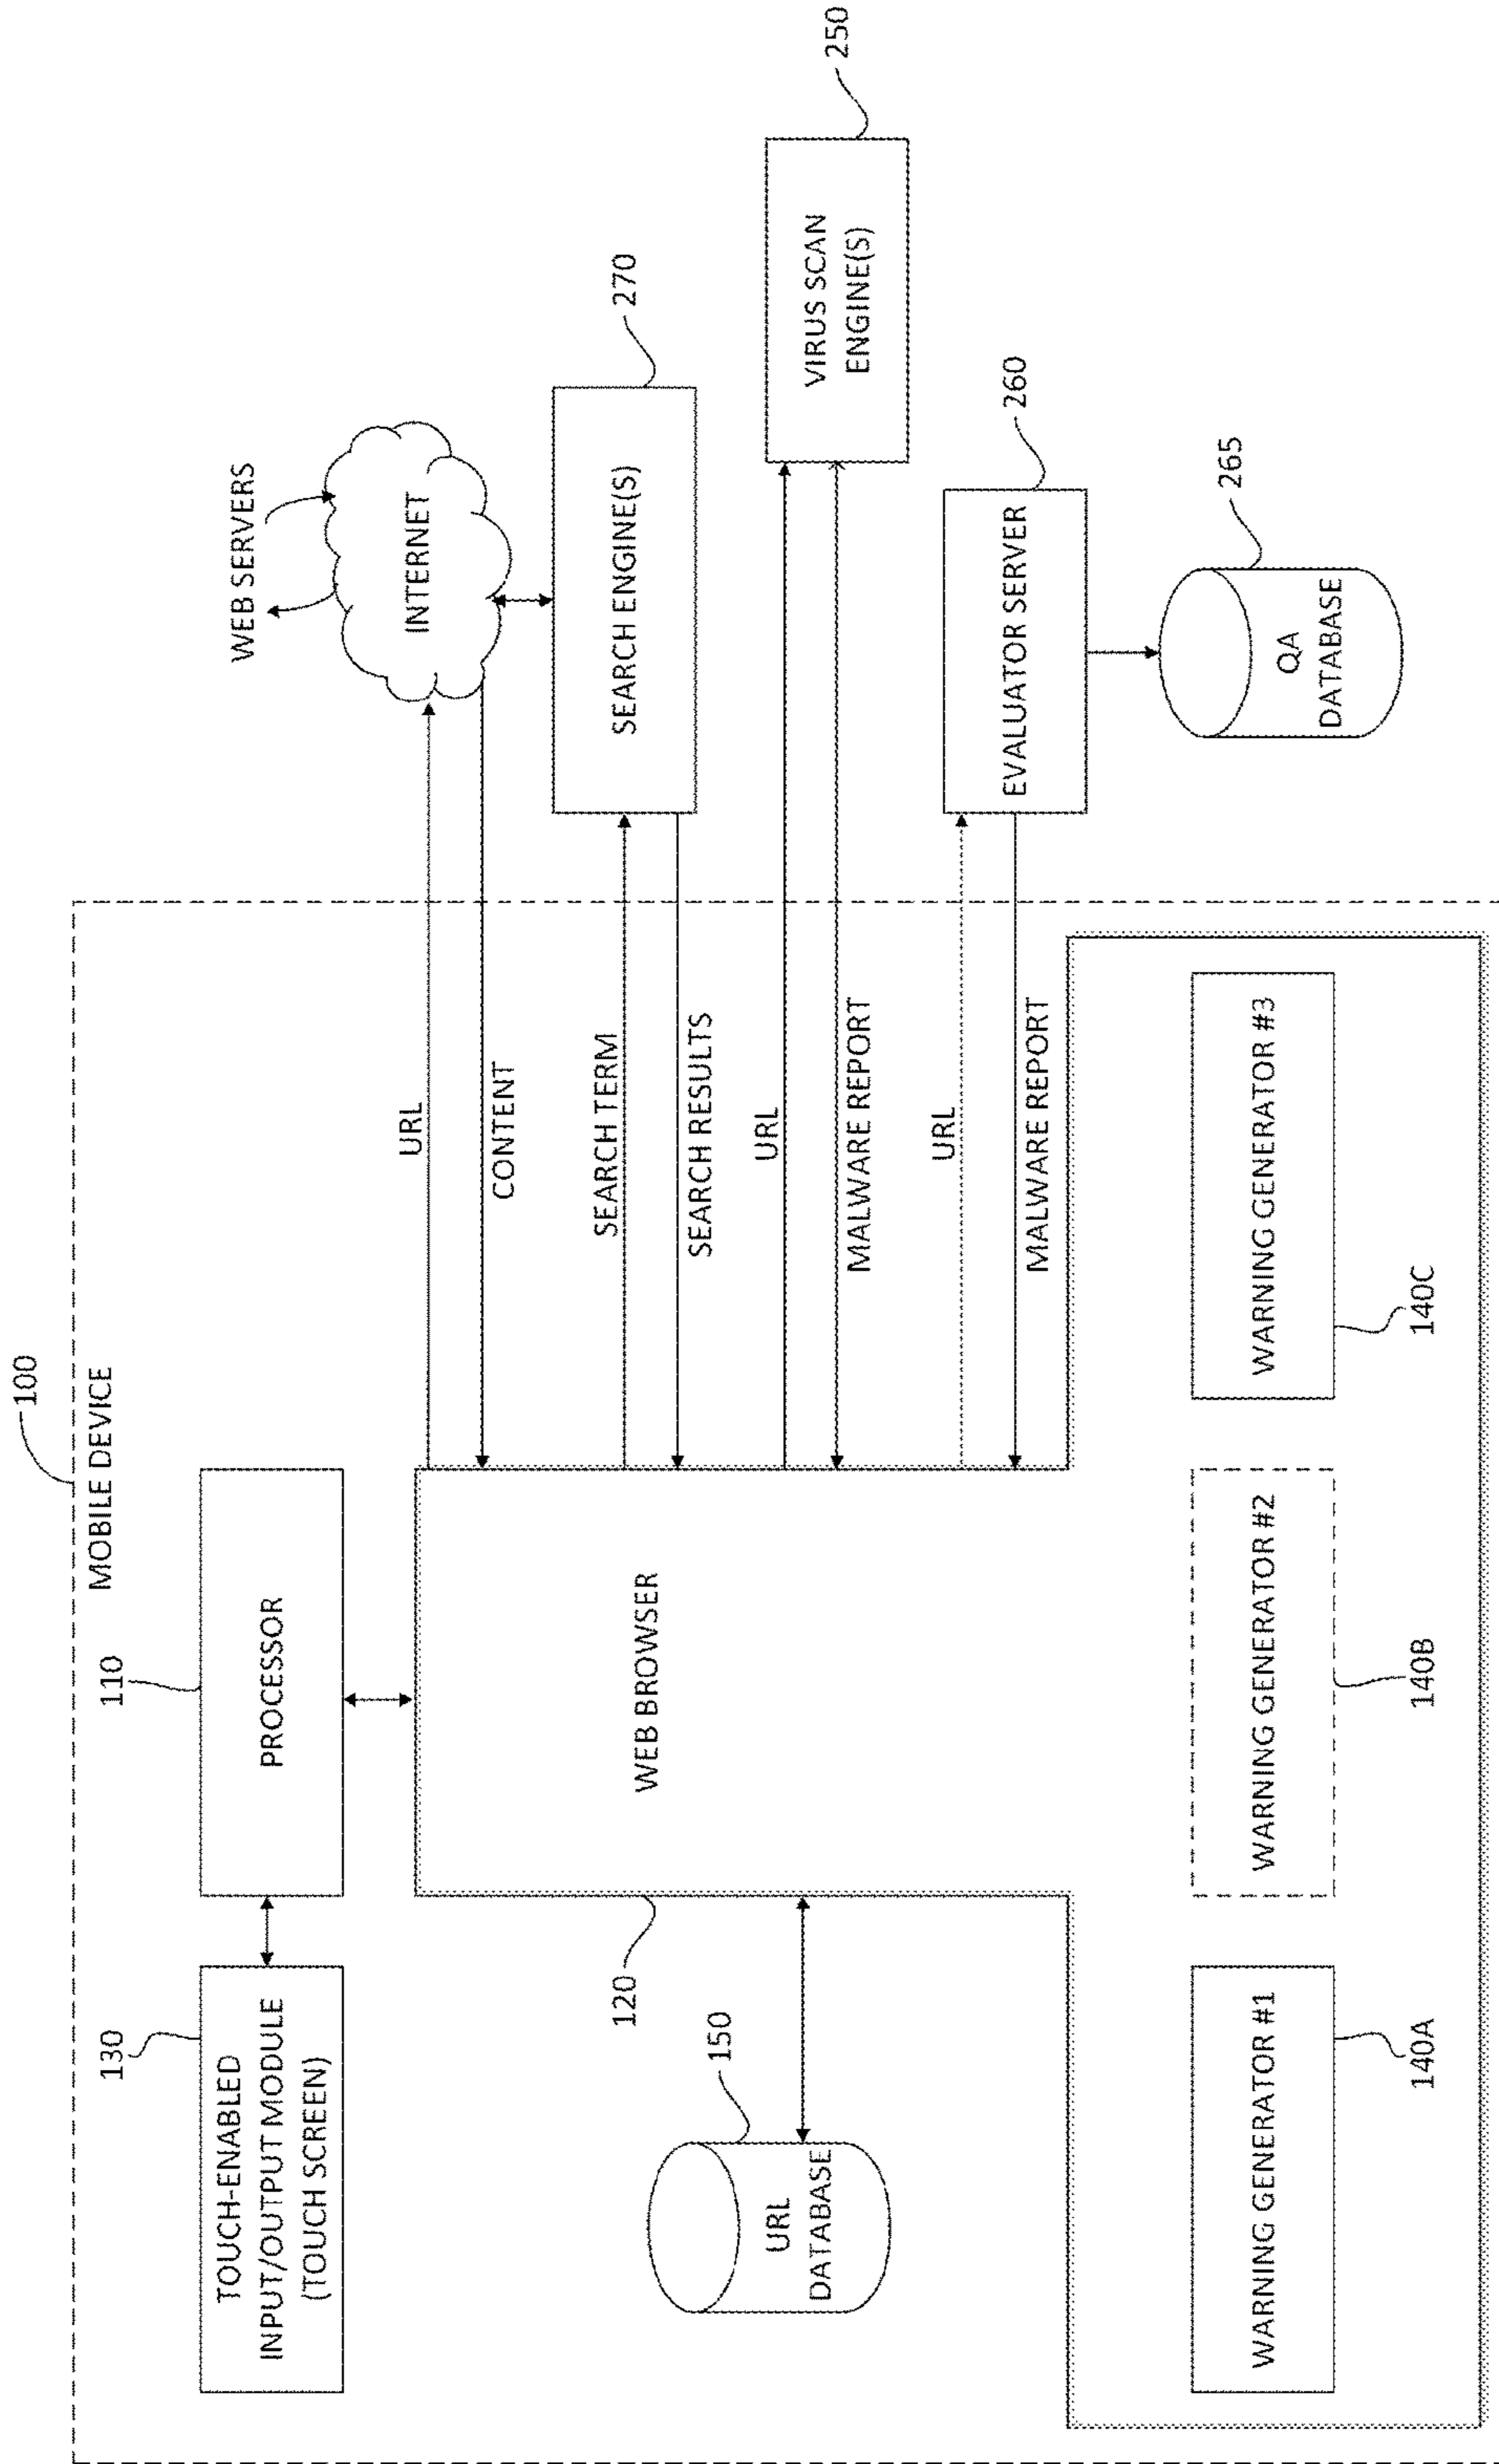 100
MOBILE DEVICE
130
TOUCH-ENABLED
INPUT/OUTPUT MODULE
(TOUCH SCREEN)
110
PROCESSOR
WEB SERVERS
INTERNET
URL
CONTENT
270
SEARCH ENGINE(S)
SEARCH TERM
SEARCH RESULTS
120
WEB BROWSER
150
URL
DATABASE
250
VIRUS SCAN
ENGINE(S)
URL
MALWARE REPORT
260
EVALUATOR SERVER
URL
MALWARE REPORT
265
QA
DATABASE
WARNING GENERATOR #1
140A
WARNING GENERATOR #2
140B
WARNING GENERATOR #3
140C